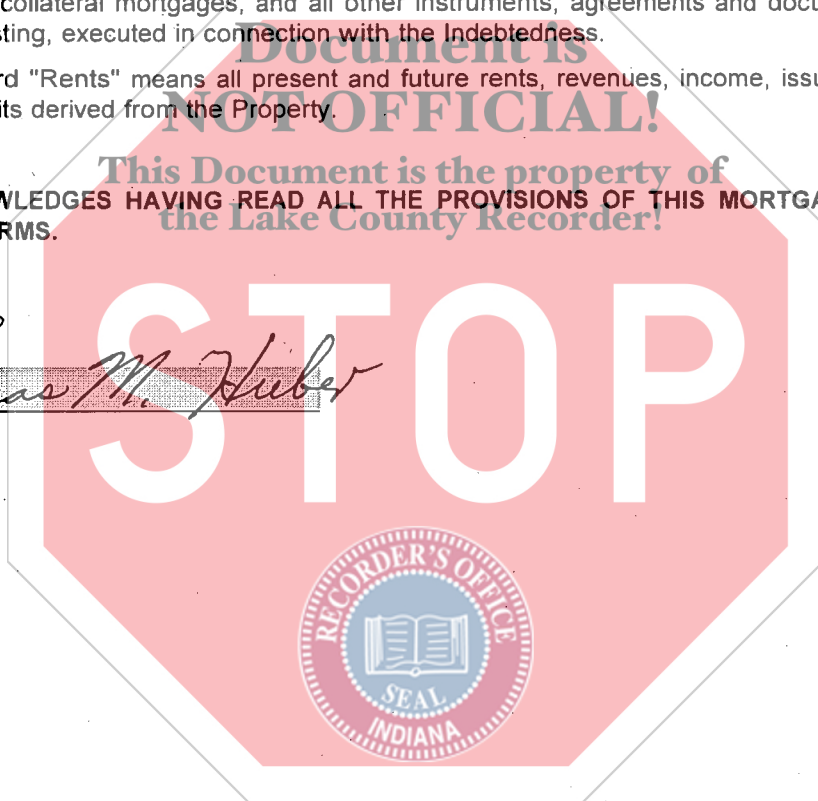 collateral mortgages, and all other instruments, agreements and docu
ting, executed in connection with the Indebtedness.
Document is
rd "Rents" means all present and future rents, revenues, income, issu
its derived from the Property.
NOT OFFICIAL!
This Document is the property of
WLEDGES HAVING READ ALL THE PROVISIONS OF THIS MORTGA
the Lake County Recorder!
RMS.
as M. Hieber
STOP
RECORDER'S OFFICE
SEAL
INDIANA